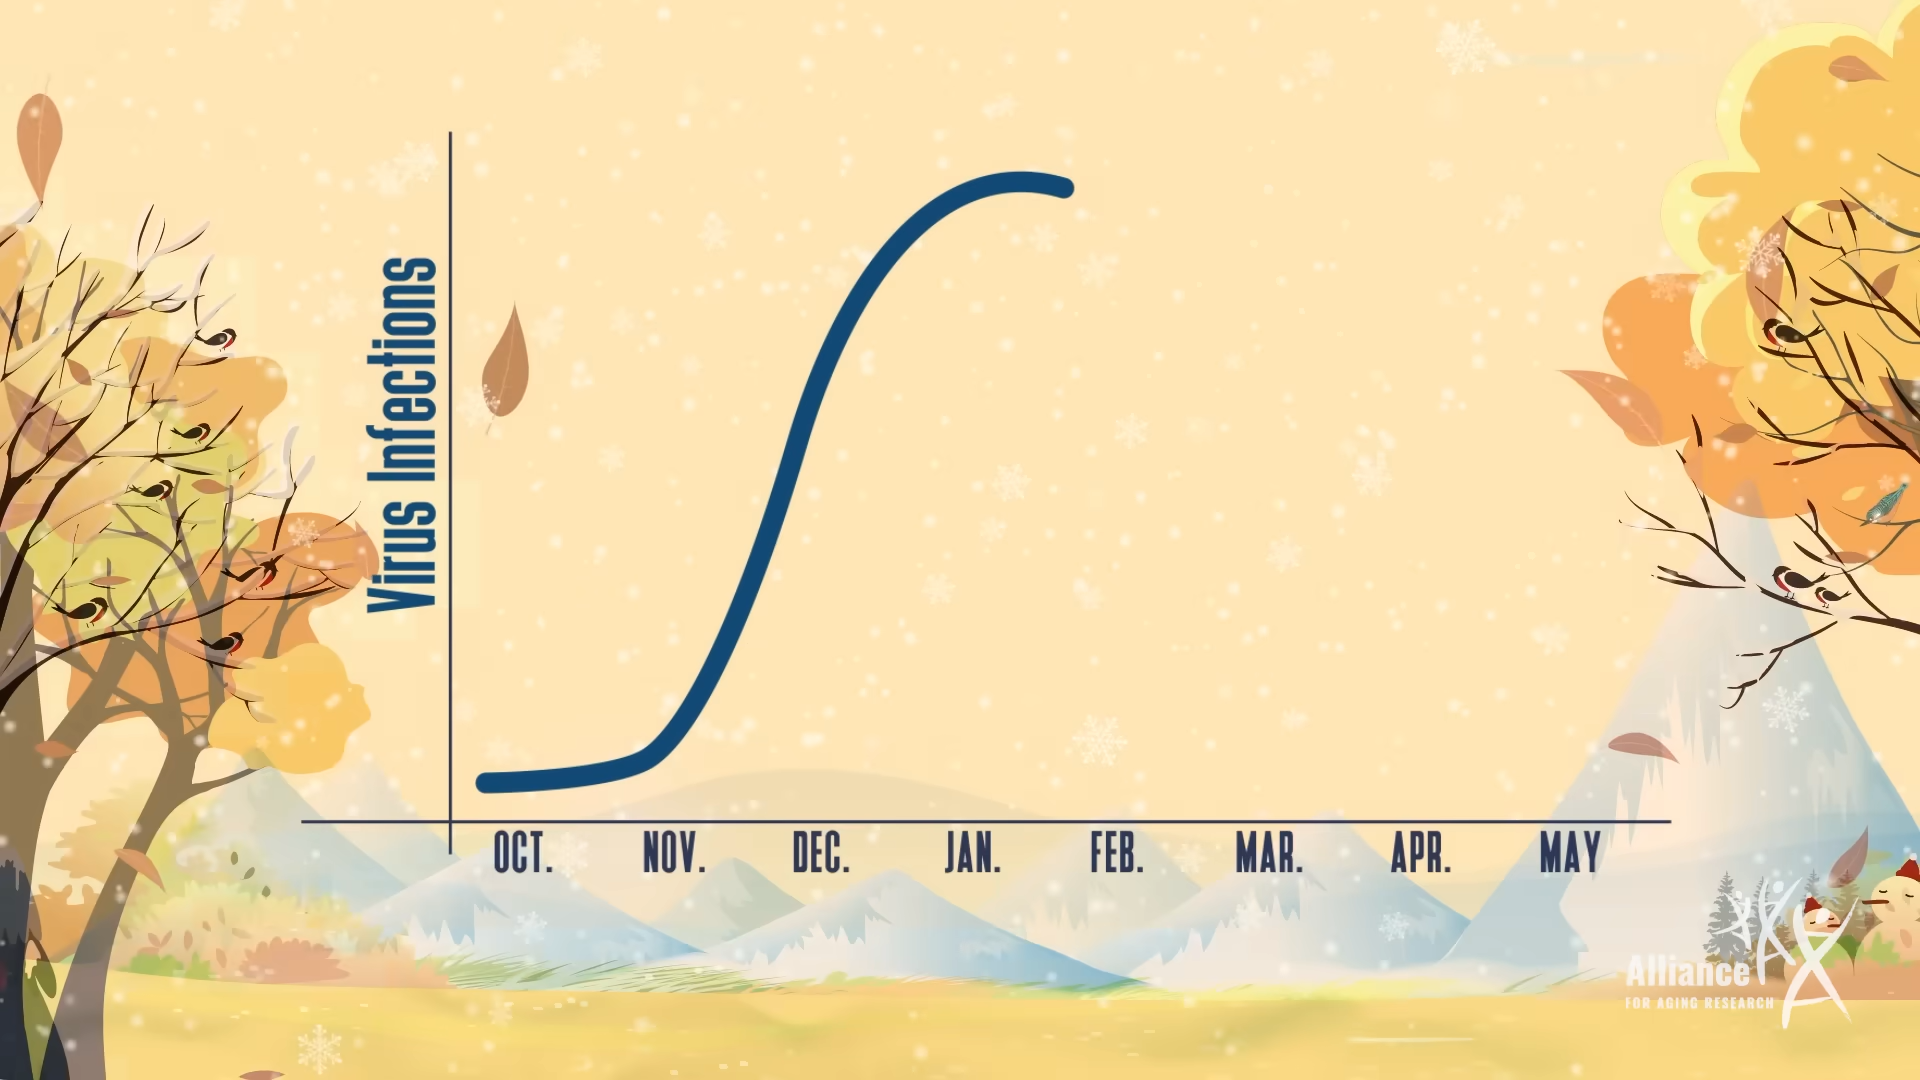 Virus Infections
OCT. NOV. DEC. JAN. FEB. MAR. APR. MAY
Alliance
FOR AGING RESEARCH